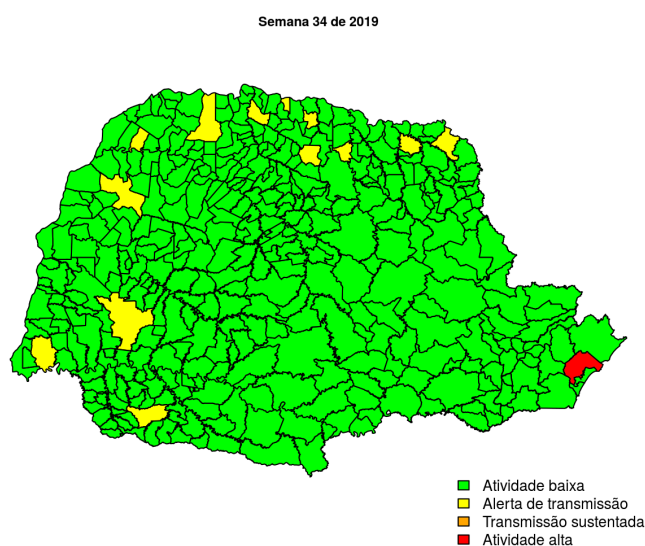 Semana 34 de 2019
Atividade baixa
Alerta de transmissão
Transmissão sustentada
Atividade alta